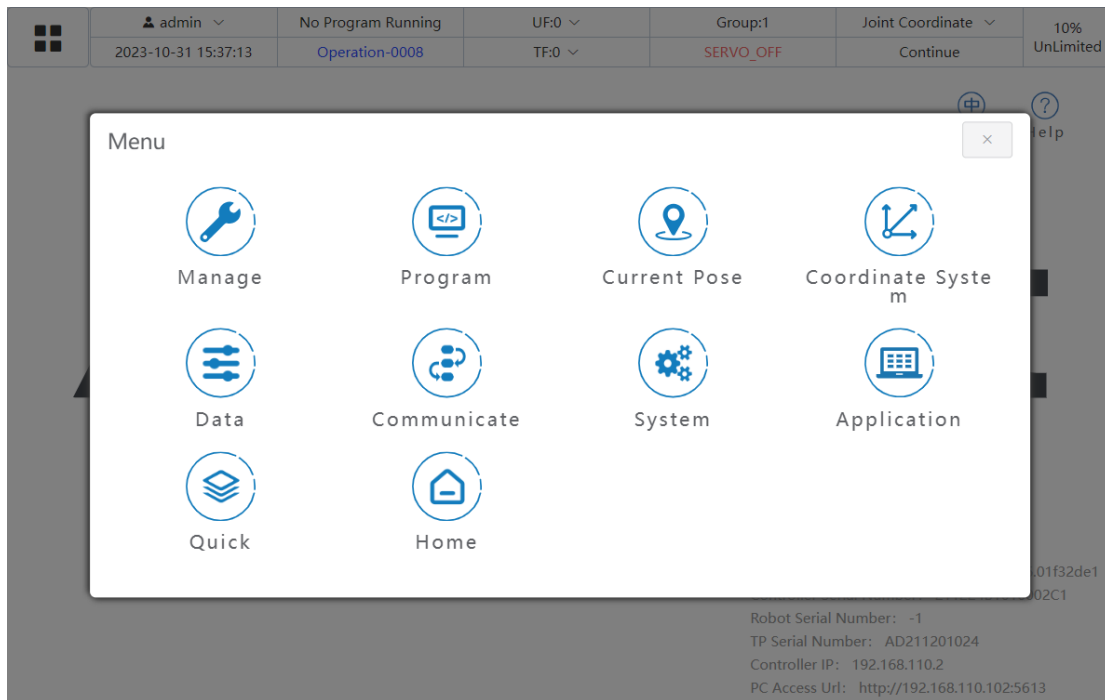 admin No Program Running UF:0 Group:1 Joint Coordinate 10%
2023-10-31 15:37:13 Operation-0008 TF:0 SERVO_OFF Continue UnLimited
中 ?
elp
Menu ×
Manage Program Current Pose Coordinate Syste
m
</>
Data Communicate System Application
Quick Home
.01f32de1
002C1
Robot Serial Number: -1
TP Serial Number: AD211201024
Controller IP: 192.168.110.2
PC Access Url: http://192.168.110.102:5613